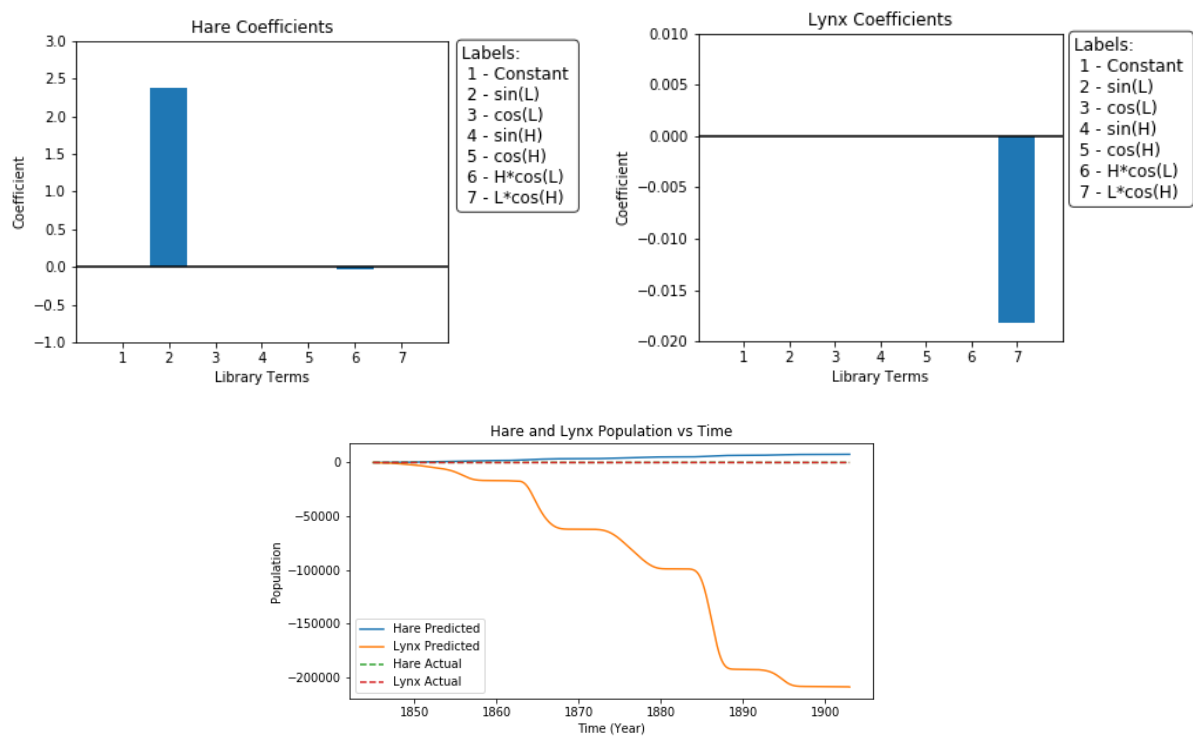 Hare Coefficients
3.0
2.5
2.0
1.5
1.0
0.5
0.0
−0.5
−1.0
Coefficient
1 2 3 4 5 6 7
Library Terms
Labels:
1 - Constant
2 - sin(L)
3 - cos(L)
4 - sin(H)
5 - cos(H)
6 - H*cos(L)
7 - L*cos(H)
Lynx Coefficients
0.010
0.005
0.000
−0.005
−0.010
−0.015
−0.020
Coefficient
1 2 3 4 5 6 7
Library Terms
Labels:
1 - Constant
2 - sin(L)
3 - cos(L)
4 - sin(H)
5 - cos(H)
6 - H*cos(L)
7 - L*cos(H)
Hare and Lynx Population vs Time
0
−50000
−100000
−150000
−200000
Population
Hare Predicted
Lynx Predicted
Hare Actual
Lynx Actual
1850 1860 1870 1880 1890 1900
Time (Year)